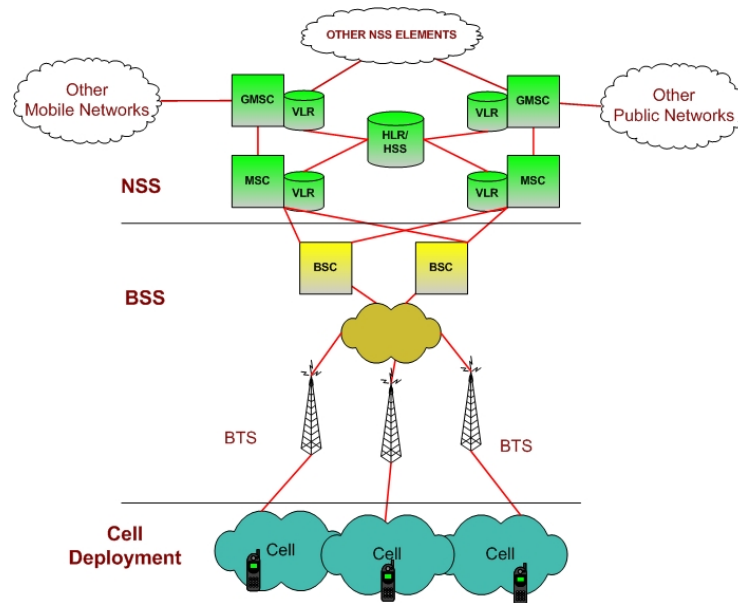 OTHER NSS ELEMENTS
Other
Mobile Networks
GMSC
VLR
HLR/
HSS
VLR
GMSC
Other
Public Networks
NSS
MSC
VLR
VLR
MSC
BSC
BSC
BSS
BTS
BTS
Cell
Deployment
Cell
Cell
Cell